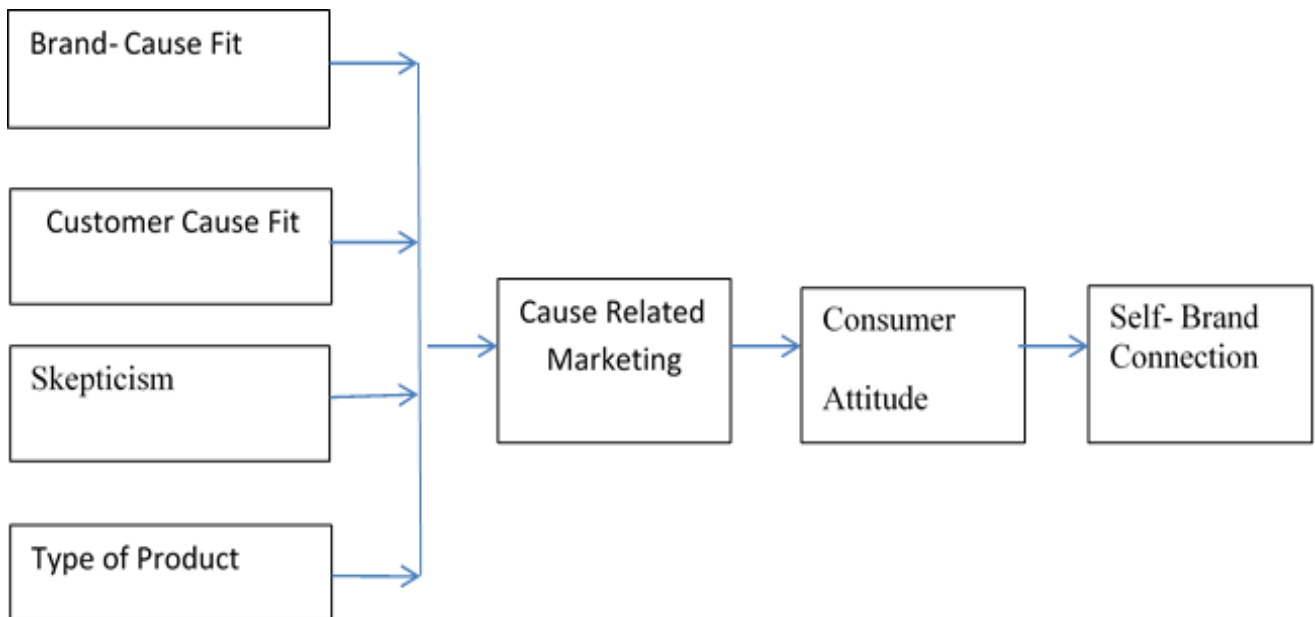 Brand- Cause Fit
Customer Cause Fit
Skepticism
Type of Product
Cause Related
Marketing
Consumer
Attitude
Self- Brand
Connection